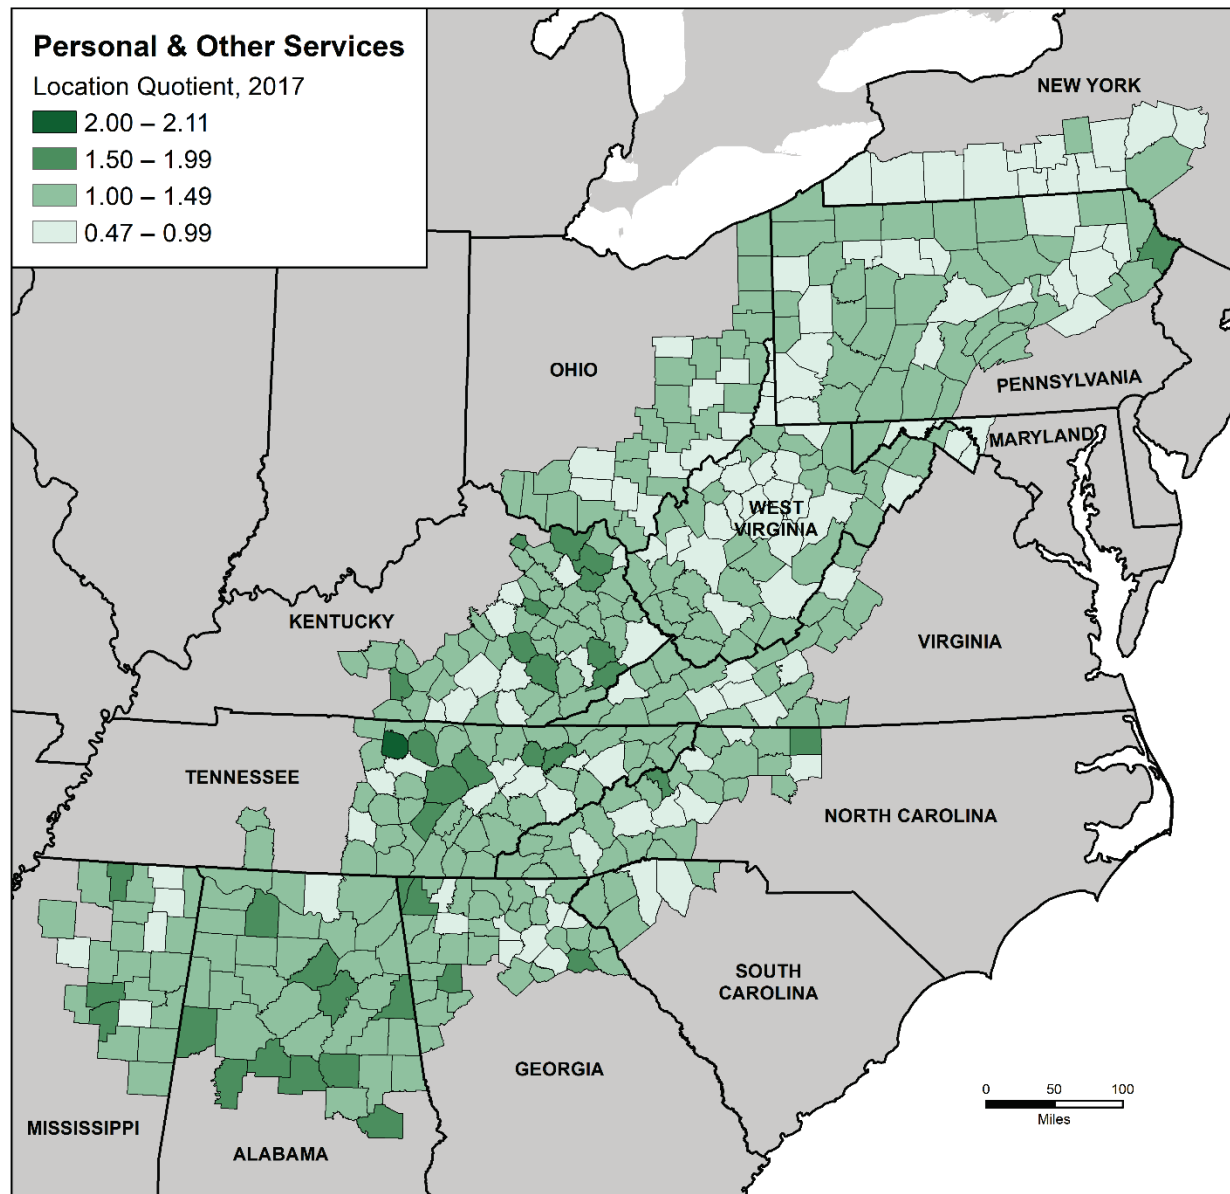 Personal & Other Services
Location Quotient, 2017
2.00 – 2.11
1.50 – 1.99
1.00 – 1.49
0.47 – 0.99
NEW YORK
OHIO
PENNSYLVANIA
MARYLAND
WEST
VIRGINIA
KENTUCKY
VIRGINIA
TENNESSEE
NORTH CAROLINA
SOUTH
CAROLINA
GEORGIA
0 50 100
Miles
MISSISSIPPI
ALABAMA